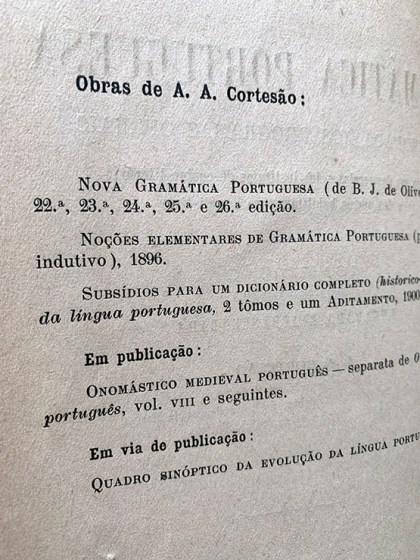 Obras de A. A. Cortesão:
Nova Gramática Portuguesa (de B. J. de
22.ª, 23.ª, 24.ª, 25.ª e 26.ª edição.
Noções elementares de Gramática Portuguesa
indutivo), 1896.
Subsídios para um dicionário completo (historico-
da língua portuguesa, 2 tômos e um Aditamento, 1900
Em publicação:
Onomástico medieval português — separata de O
português, vol. VIII e seguintes.
Em via de publicação:
Quadro sinóptico da evolução da língua